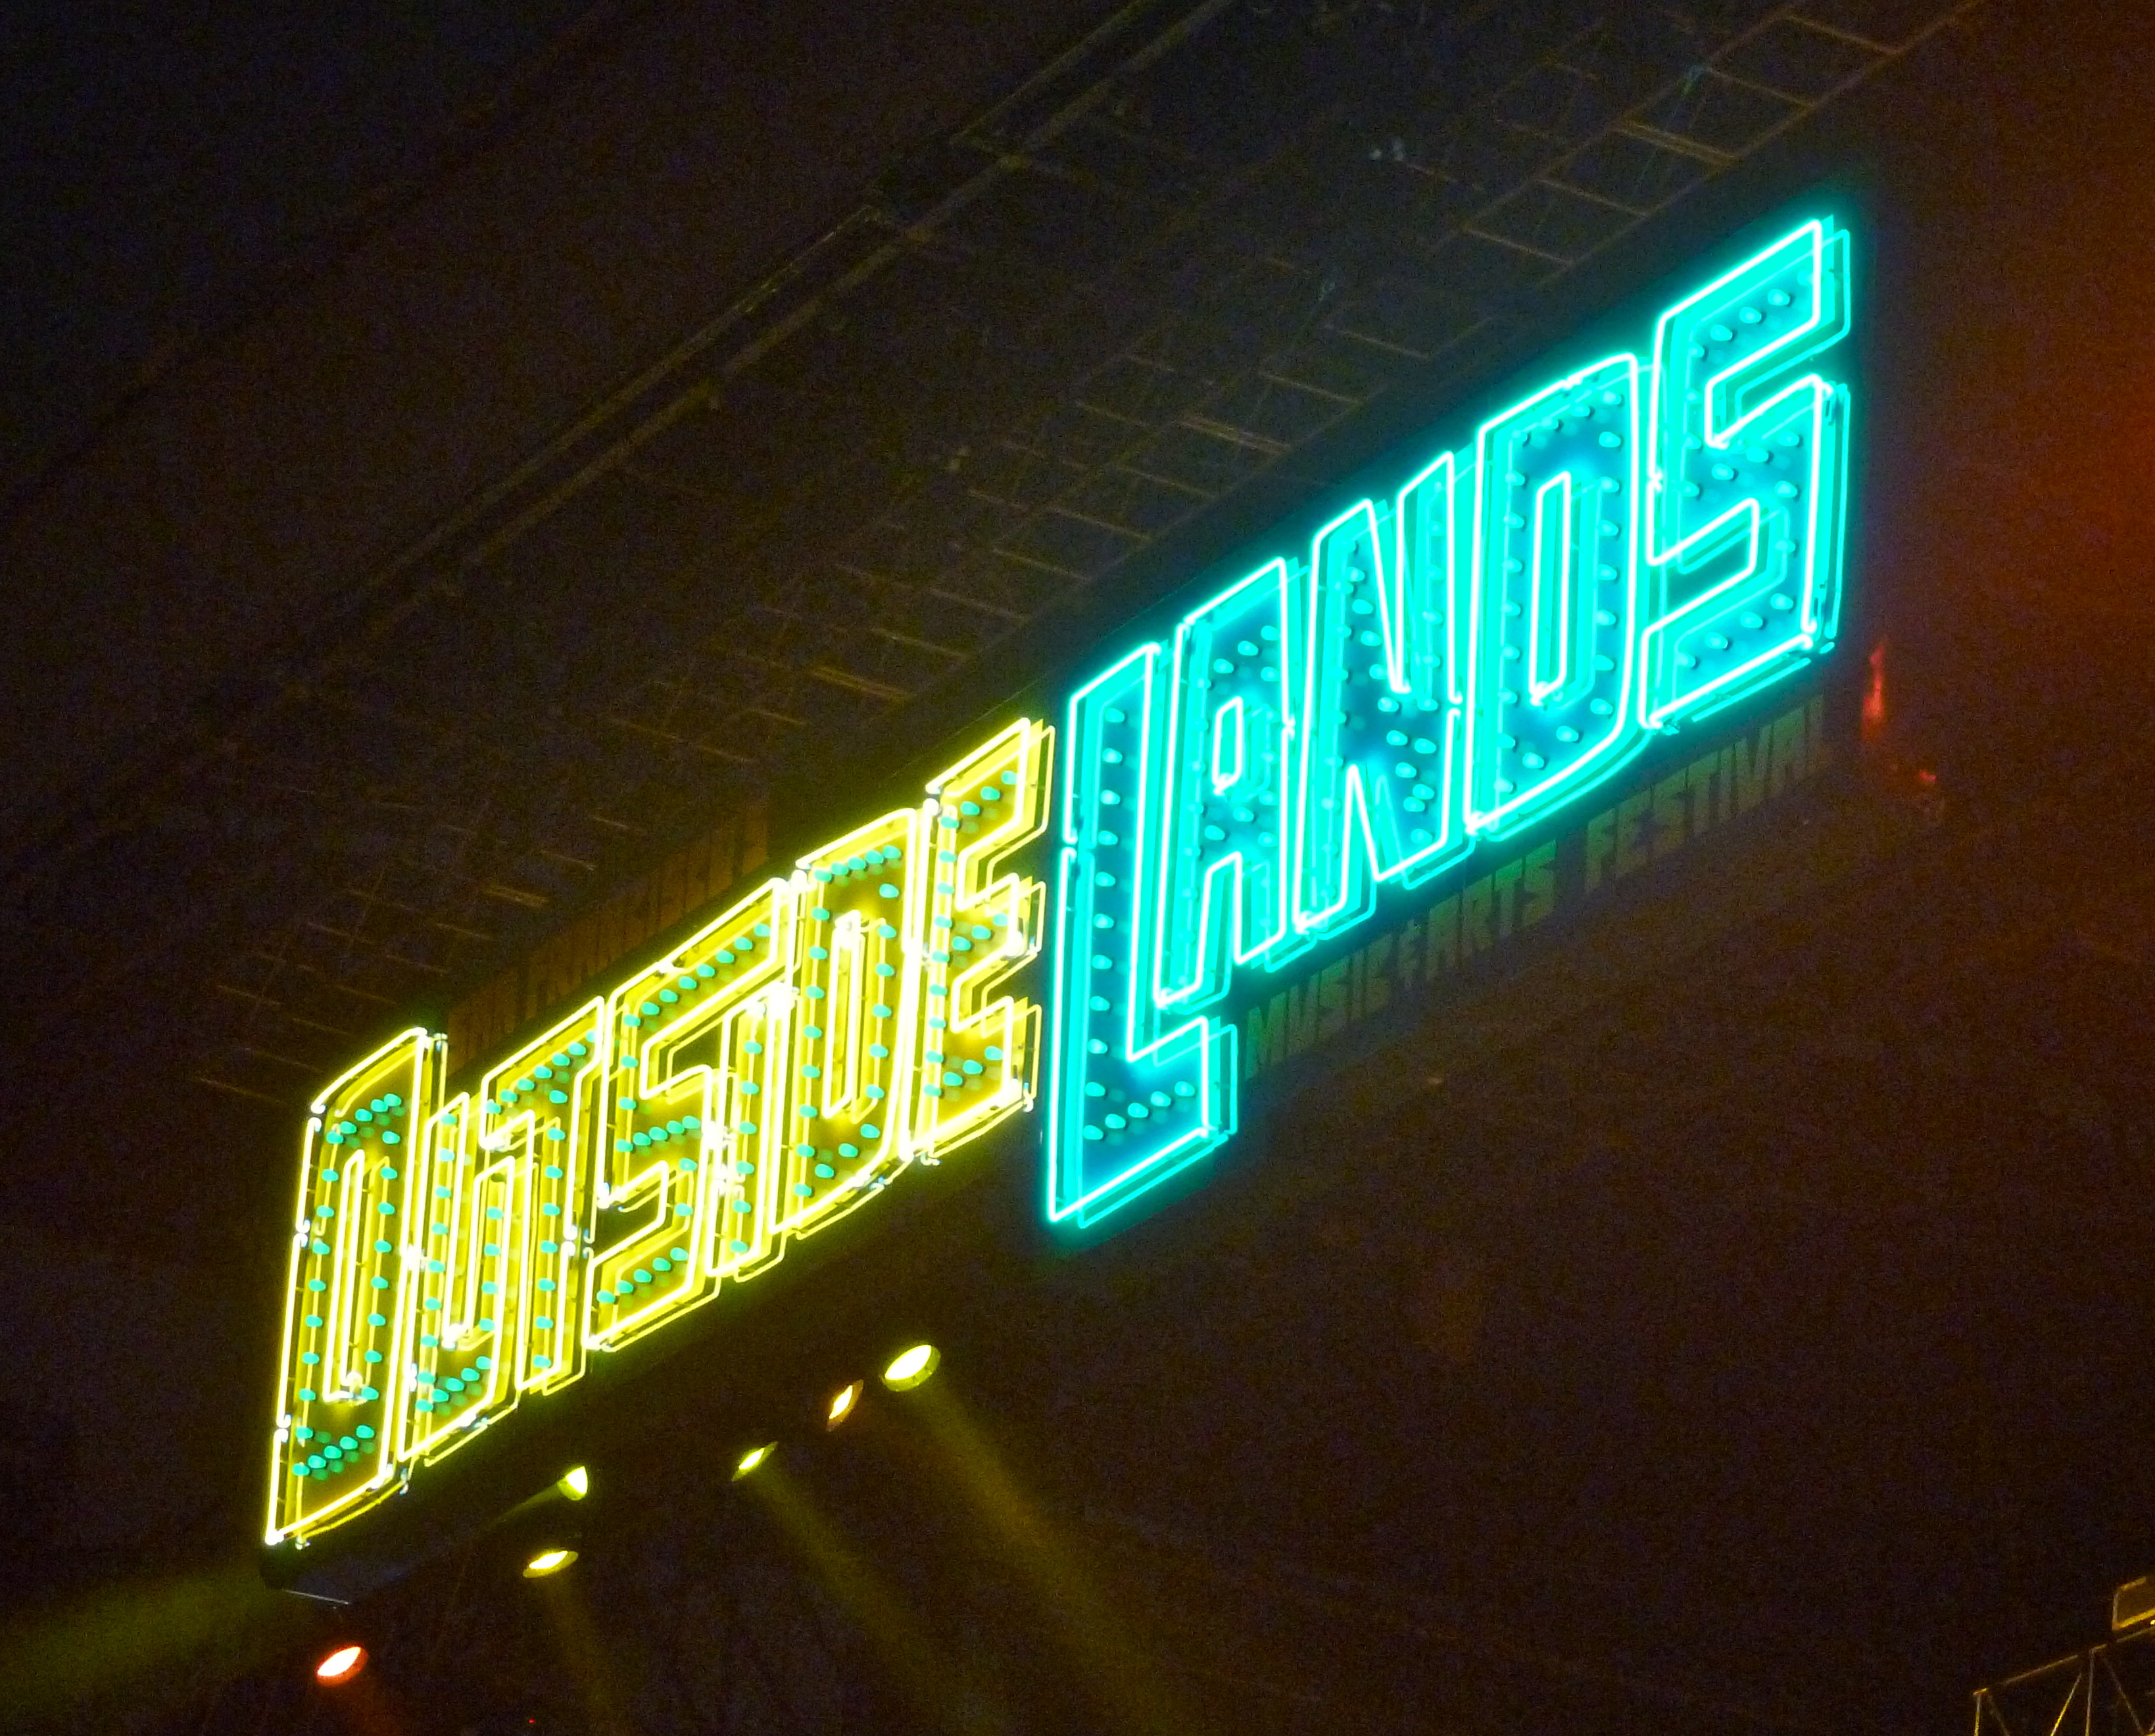 OUTSIDE LANDS
MUSIC & ARTS FESTIVAL